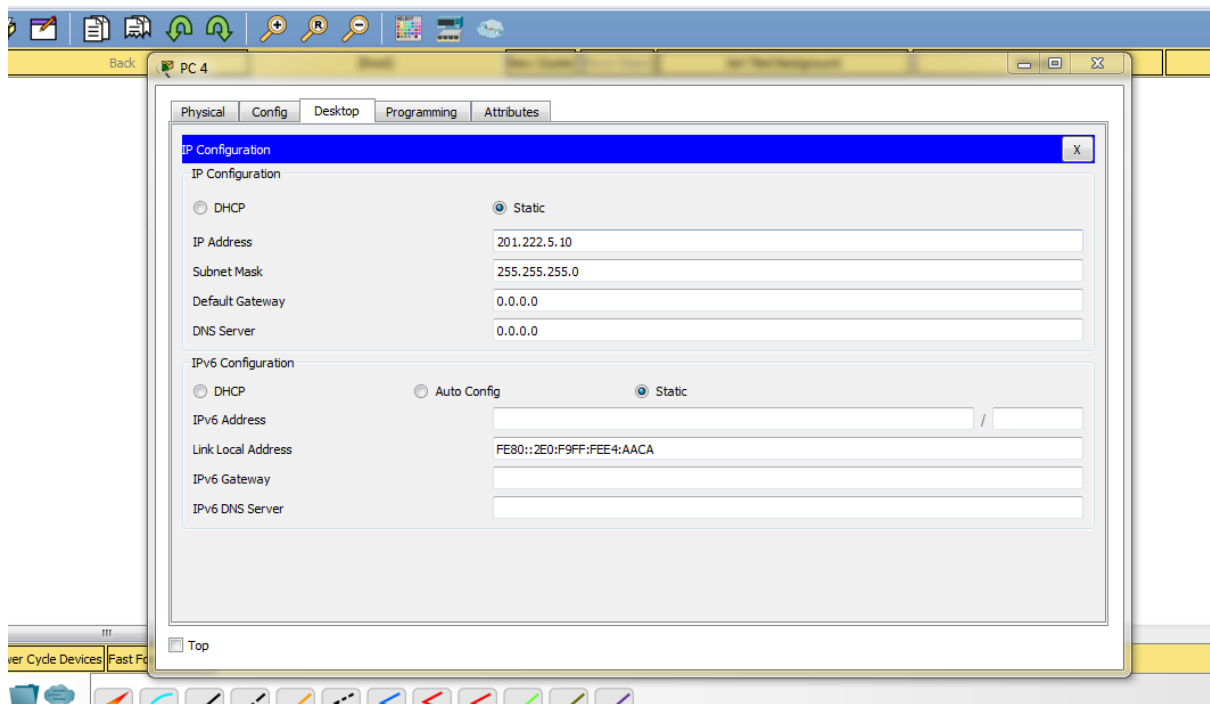 SELECT
Back
PC 4
Physical Config Desktop Programming Attributes
IP Configuration X
IP Configuration
DHCP Static
IP Address 201.222.5.10
Subnet Mask 255.255.255.0
Default Gateway 0.0.0.0
DNS Server 0.0.0.0
IPv6 Configuration
DHCP Auto Config Static
IPv6 Address /
Link Local Address FE80::2E0:F9FF:FEE4:AACA
IPv6 Gateway
IPv6 DNS Server
Top
Cycle Devices Fast